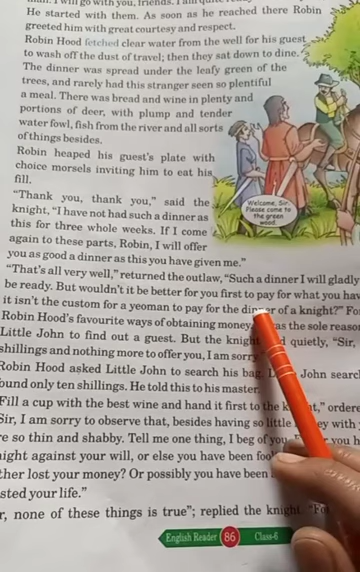 I will go with you, friends. I am
He started with them. As soon as he reached there Robin
greeted him with great courtesy and respect.
Robin Hood fetched clear water from the well for his guest
to wash off the dust of travel; then they sat down to dine.
The dinner was spread under the leafy green of the
trees, and rarely had this stranger seen so plentiful
a meal. There was bread and wine in plenty and
portions of deer, with plump and tender
water fowl, fish from the river and all sorts
of things besides.
Robin heaped his guest's plate with
choice morsels inviting him to eat his
fill.
"Thank you, thank you," said the
knight, "I have not had such a dinner as
this for three whole weeks. If I come
again to these parts, Robin, I will offer
you as good a dinner as this you have given me."
Welcome, Sir.
Please come to
the green
wood.
"That's all very well," returned the outlaw, "Such a dinner I will gladly
be ready. But wouldn't it be better for you first to pay for what you
it isn't the custom for a yeoman to pay for the dinner of a knight?"
Robin Hood's favourite ways of obtaining money, as the sole
Little John to find out a guest. But the knight quietly, "Sir,
shillings and nothing more to offer you, I am sorry."
Robin Hood asked Little John to search his bag. John
found only ten shillings. He told this to his master.
Fill a cup with the best wine and hand it first to the
Sir, I am sorry to observe that, besides having so little with
so thin and shabby. Tell me one thing, I beg of you.
against your will, or else you have been
lost your money? Or possibly you have been
your life."
none of these things is true"; replied the knight.
English Reader 86 Class-6